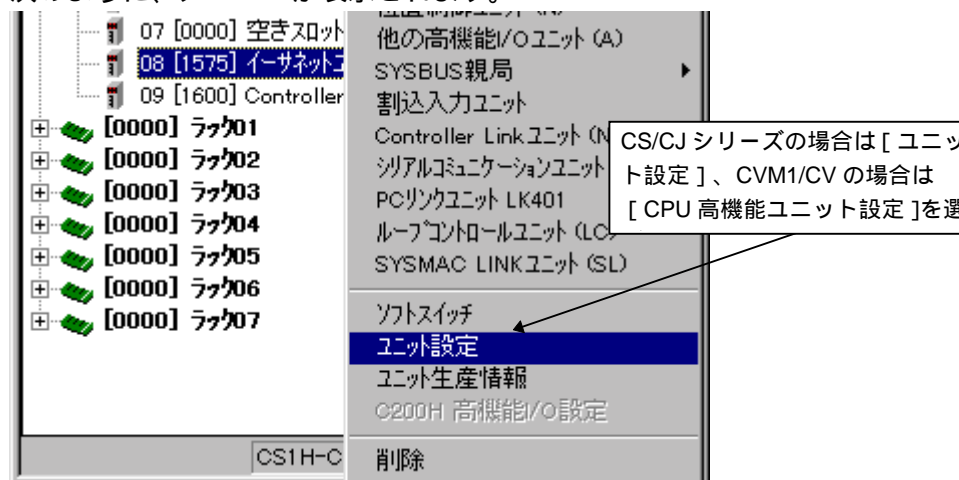 07 [0000] 空きスロット
08 [1575] イーサネット
09 [1600] Controller
[0000] ラック01
[0000] ラック02
[0000] ラック03
[0000] ラック04
[0000] ラック05
[0000] ラック06
[0000] ラック07
CS1H-C
他の高機能I/Oユニット (A)
SYSBUS親局
割込入力ユニット
Controller Linkユニット (N
シリアルコミュニケーションユニット
PCリンクユニット LK401
ループコントロールユニット (LC)
SYSMAC LINKユニット (SL)
ソフトスイッチ
ユニット設定
ユニット生産情報
C200H 高機能I/O設定
削除
CS/CJ シリーズの場合は [ ユニッ
ト設定 ] 、CVM1/CV の場合は
[ CPU 高機能ユニット設定 ]を選